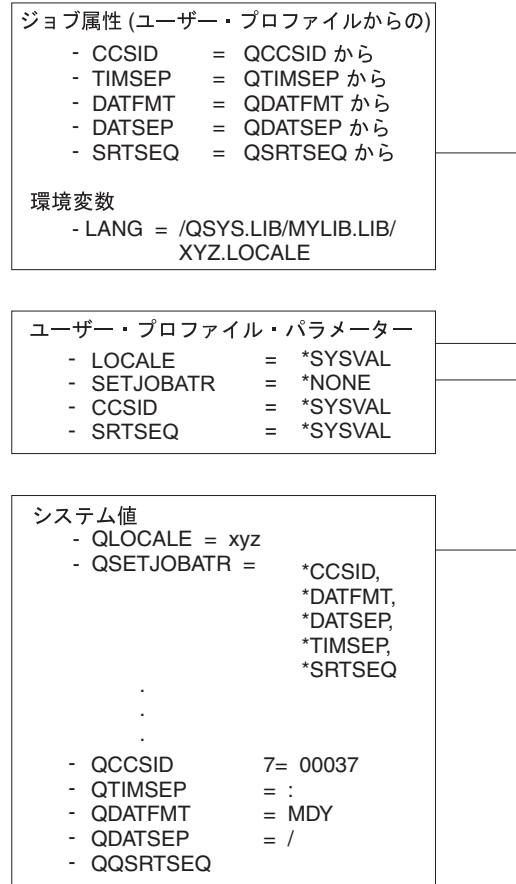 ジョブ属性 (ユーザー・プロファイルからの)
- CCSID = QCCSID から
- TIMSEP = QTIMSEP から
- DATFMT = QDATFMT から
- DATSEP = QDATSEP から
- SRTSEQ = QSRTSEQ から
環境変数
- LANG = /QSYS.LIB/MYLIB.LIB/
XYZ.LOCALE
ユーザー・プロファイル・パラメーター
- LOCALE = *SYSVAL
- SETJOBATR = *NONE
- CCSID = *SYSVAL
- SRTSEQ = *SYSVAL
システム値
- QLOCALE = xyz
- QSETJOBATR = *CCSID,
*DATFMT,
*DATSEP,
*TIMSEP,
*SRTSEQ
.
.
.
- QCCSID 7= 00037
- QTIMSEP = :
- QDATFMT = MDY
- QDATSEP = /
- QQSRTSEQ